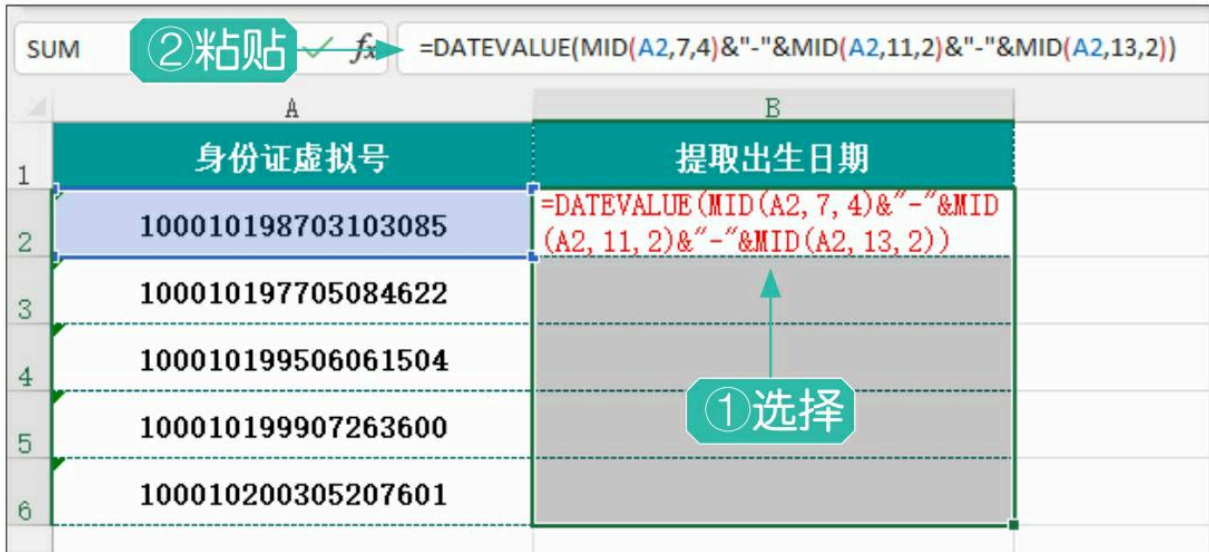 SUM ②粘贴 fx =DATEVALUE(MID(A2,7,4)&"-"&MID(A2,11,2)&"-"&MID(A2,13,2))
A B
1 身份证虚拟号 提取出生日期
2 100010198703103085 =DATEVALUE(MID(A2,7,4)&"-"&MID
(A2,11,2)&"-"&MID(A2,13,2))
3 100010197705084622
4 100010199506061504
①选择
5 100010199907263600
6 100010200305207601